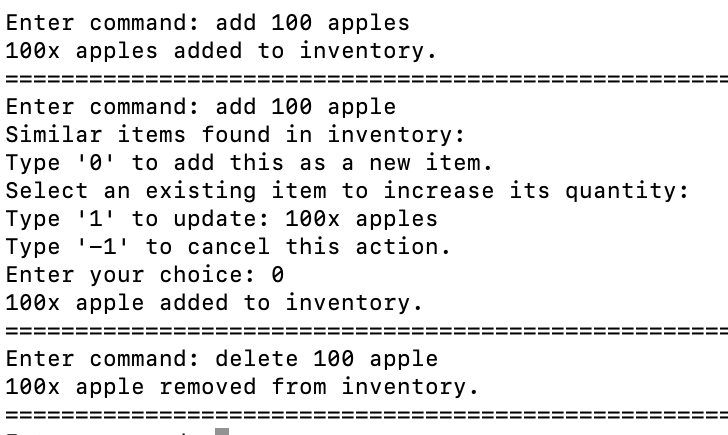 Enter command: add 100 apples
100x apples added to inventory.
====================================================
Enter command: add 100 apple
Similar items found in inventory:
Type '0' to add this as a new item.
Select an existing item to increase its quantity:
Type '1' to update: 100x apples
Type '-1' to cancel this action.
Enter your choice: 0
100x apple added to inventory.
====================================================
Enter command: delete 100 apple
100x apple removed from inventory.
====================================================